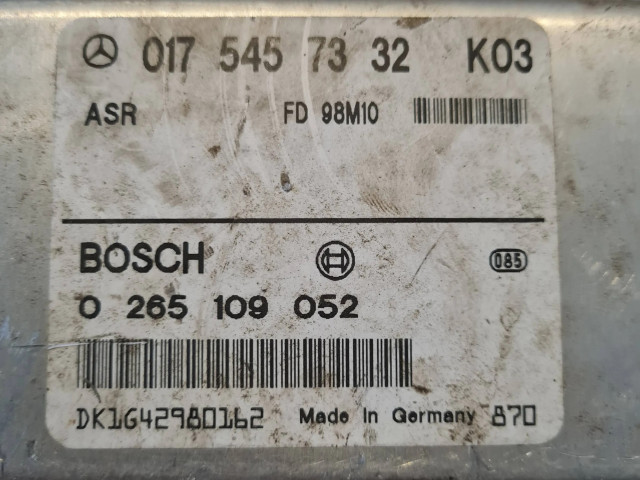 017 545 73 32 K03
ASR FD 98M10
BOSCH 085
0 265 109 052
DK1G42980162 Made In Germany 870